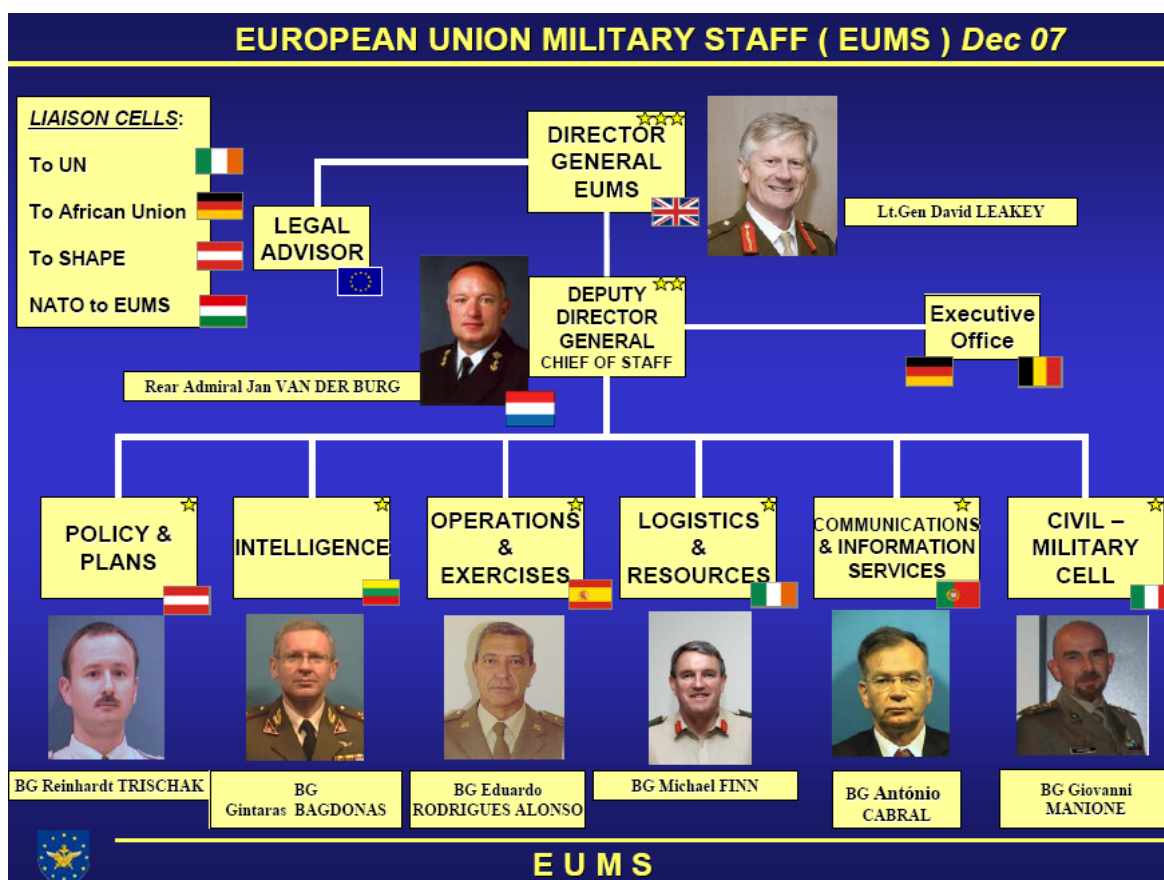 EUROPEAN UNION MILITARY STAFF ( EUMS ) Dec 07
LIAISON CELLS:
To UN
To African Union
To SHAPE
NATO to EUMS
DIRECTOR
GENERAL
EUMS
Lt.Gen David LEAKEY
LEGAL
ADVISOR
DEPUTY
DIRECTOR
GENERAL
CHIEF OF STAFF
Rear Admiral Jan VAN DER BURG
Executive
Office
POLICY &
PLANS
INTELLIGENCE
OPERATIONS
&
EXERCISES
LOGISTICS
&
RESOURCES
COMMUNICATIONS
& INFORMATION
SERVICES
CIVIL –
MILITARY
CELL
BG Reinhardt TRISCHAK
BG
Gintaras BAGDONAS
BG Eduardo
RODRIGUES ALONSO
BG Michael FINN
BG António
CABRAL
BG Giovanni
MANIONE
E U M S